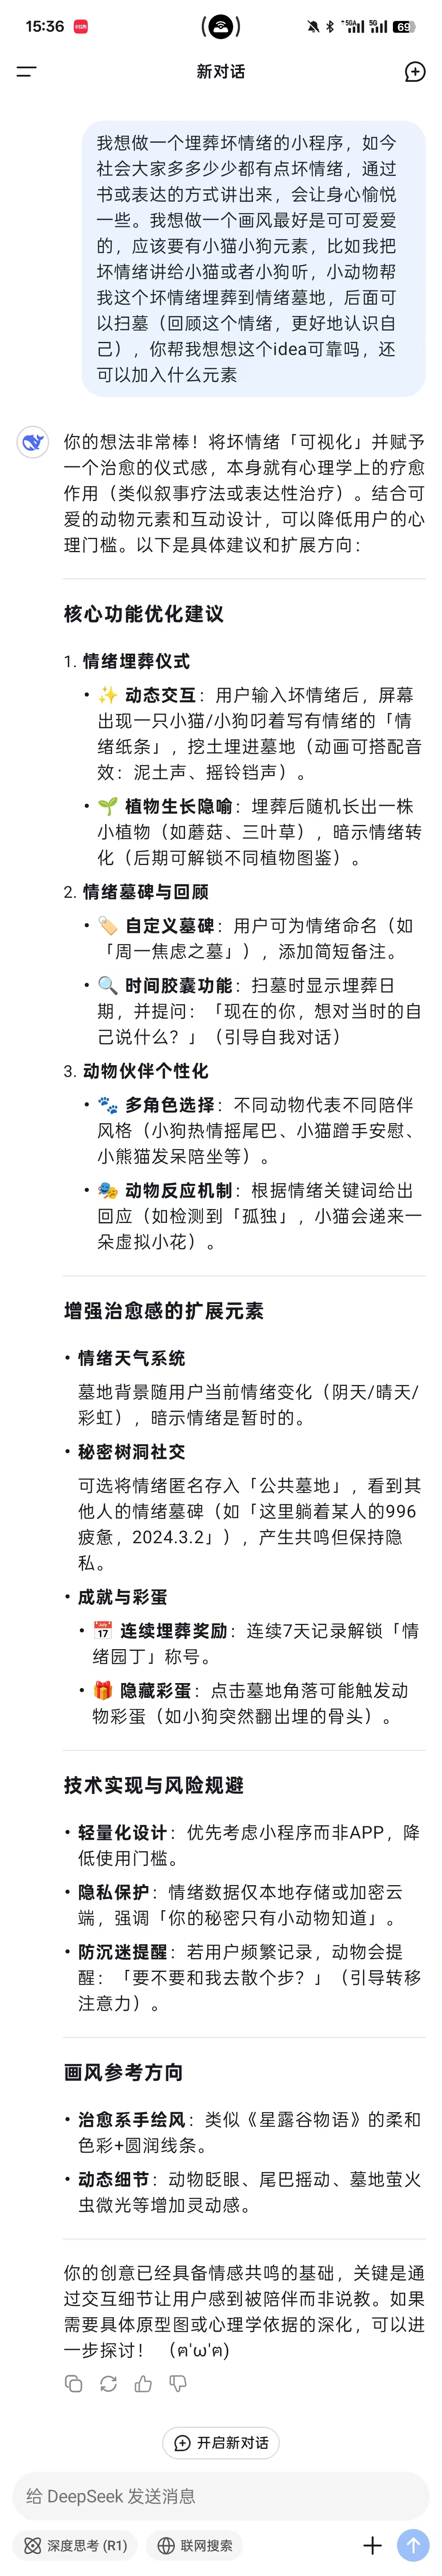 15:36
小红书
5GA
5G
69
新对话
我想做一个埋葬坏情绪的小程序，如今
社会大家多多少少都有点坏情绪，通过
书或表达的方式讲出来，会让身心愉悦
一些。我想做一个画风最好是可可爱爱
的，应该要有小猫小狗元素，比如我把
坏情绪讲给小猫或者小狗听，小动物帮
我这个坏情绪埋葬到情绪墓地，后面可
以扫墓（回顾这个情绪，更好地认识自
己），你帮我想想这个idea可靠吗，还
可以加入什么元素
你的想法非常棒！将坏情绪「可视化」并赋予
一个治愈的仪式感，本身就有心理学上的疗愈
作用（类似叙事疗法或表达性治疗）。结合可
爱的动物元素和互动设计，可以降低用户的心
理门槛。以下是具体建议和扩展方向：
核心功能优化建议
1. 情绪埋葬仪式
• ✨ 动态交互：用户输入坏情绪后，屏幕
出现一只小猫/小狗叼着写有情绪的「情
绪纸条」，挖土埋进墓地（动画可搭配音
效：泥土声、摇铃铛声）。
• 🌱 植物生长隐喻：埋葬后随机长出一株
小植物（如蘑菇、三叶草），暗示情绪转
化（后期可解锁不同植物图鉴）。
2. 情绪墓碑与回顾
• 🏷️ 自定义墓碑：用户可为情绪命名（如
「周一焦虑之墓」），添加简短备注。
• 🔍 时间胶囊功能：扫墓时显示埋葬日
期，并提问：「现在的你，想对当时的自
己说什么？」（引导自我对话）
3. 动物伙伴个性化
• 🐾 多角色选择：不同动物代表不同陪伴
风格（小狗热情摇尾巴、小猫蹭手安慰、
小熊猫发呆陪坐等）。
• 🎭 动物反应机制：根据情绪关键词给出
回应（如检测到「孤独」，小猫会递来一
朵虚拟小花）。
增强治愈感的扩展元素
• 情绪天气系统
墓地背景随用户当前情绪变化（阴天/晴天/
彩虹），暗示情绪是暂时的。
• 秘密树洞社交
可选将情绪匿名存入「公共墓地」，看到其
他人的情绪墓碑（如「这里躺着某人的996
疲惫，2024.3.2」），产生共鸣但保持隐
私。
• 成就与彩蛋
• 📅 连续埋葬奖励：连续7天记录解锁「情
绪园丁」称号。
• 🎁 隐藏彩蛋：点击墓地角落可能触发动
物彩蛋（如小狗突然翻出埋的骨头）。
技术实现与风险规避
• 轻量化设计：优先考虑小程序而非APP，降
低使用门槛。
• 隐私保护：情绪数据仅本地存储或加密云
端，强调「你的秘密只有小动物知道」。
• 防沉迷提醒：若用户频繁记录，动物会提
醒：「要不要和我去散个步？」（引导转移
注意力）。
画风参考方向
• 治愈系手绘风：类似《星露谷物语》的柔和
色彩+圆润线条。
• 动态细节：动物眨眼、尾巴摇动、墓地萤火
虫微光等增加灵动感。
你的创意已经具备情感共鸣的基础，关键是通
过交互细节让用户感到被陪伴而非说教。如果
需要具体原型图或心理学依据的深化，可以进
一步探讨！ （ฅ'ω'ฅ)
开启新对话
给 DeepSeek 发送消息
深度思考 (R1)
联网搜索